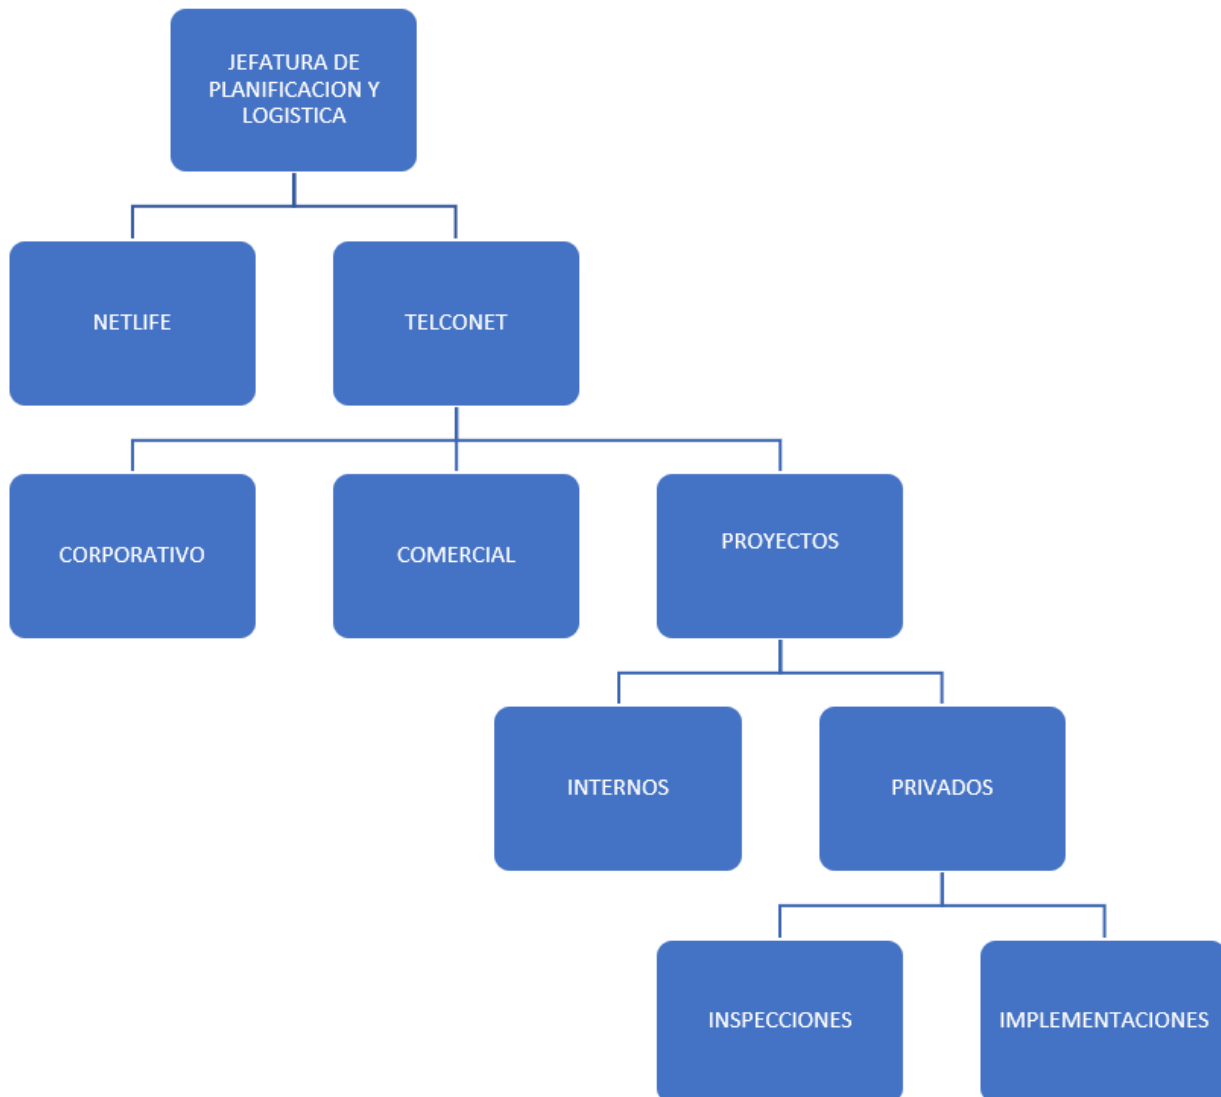 JEFATURA DE
PLANIFICACION Y
LOGISTICA
NETLIFE
TELCONET
CORPORATIVO
COMERCIAL
PROYECTOS
INTERNOS
PRIVADOS
INSPECCIONES
IMPLEMENTACIONES